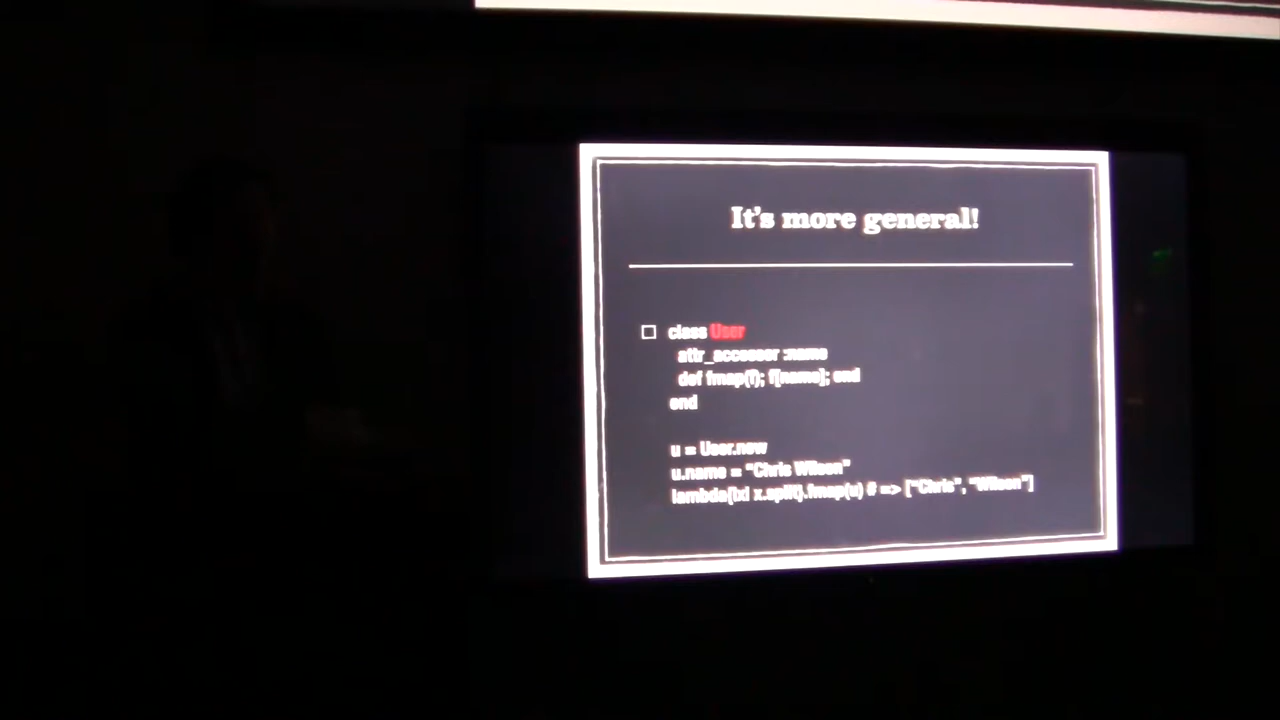 It's more general!
class User
attr_accessor :name
def fmap(f); f[name]; end
end
u = User.new
u.name = “Chris Wilson”
lambda{|x| x.split}.fmap(u) # => [“Chris”, “Wilson”]